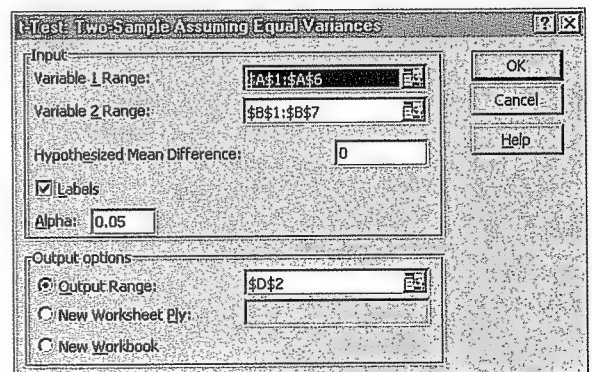 t-Test: Two-Sample Assuming Equal Variances
Input
Variable 1 Range: $A$1:$A$6
Variable 2 Range: $B$1:$B$7
Hypothesized Mean Difference: 0
Labels
Alpha: 0.05
OK
Cancel
Help
Output options
Output Range: $D$2
New Worksheet Ply:
New Workbook